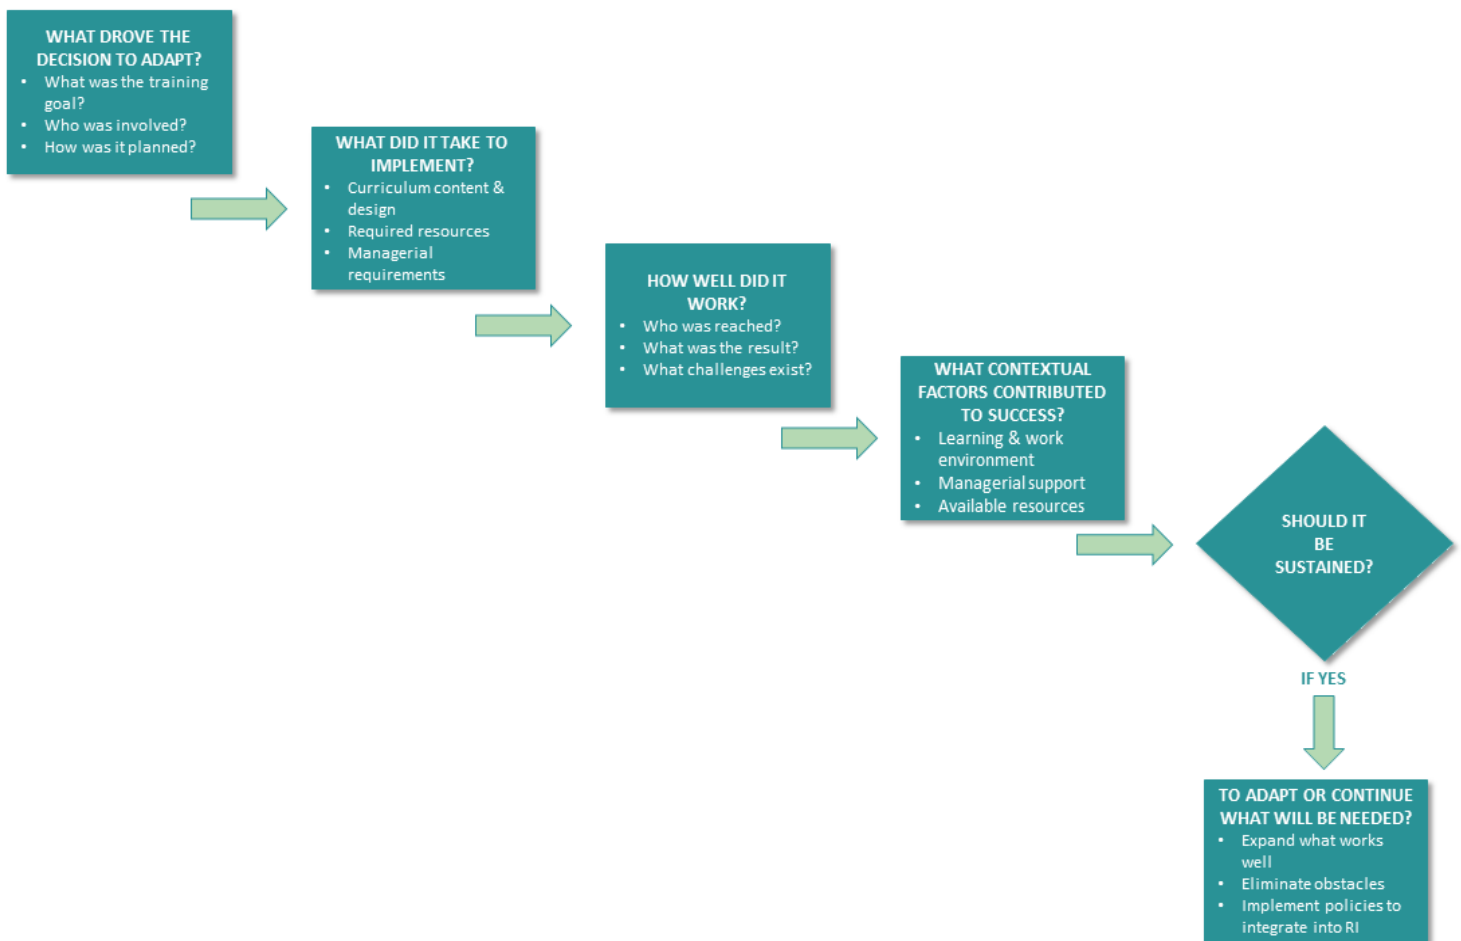 WHAT DROVE THE
DECISION TO ADAPT?
• What was the training
goal?
• Who was involved?
• How was it planned?
WHAT DID IT TAKE TO
IMPLEMENT?
• Curriculum content &
design
• Required resources
• Managerial
requirements
HOW WELL DID IT
WORK?
• Who was reached?
• What was the result?
• What challenges exist?
WHAT CONTEXTUAL
FACTORS CONTRIBUTED
TO SUCCESS?
• Learning & work
environment
• Managerial support
• Available resources
SHOULD IT
BE
SUSTAINED?
IF YES
TO ADAPT OR CONTINUE
WHAT WILL BE NEEDED?
• Expand what works
well
• Eliminate obstacles
• Implement policies to
integrate into RI